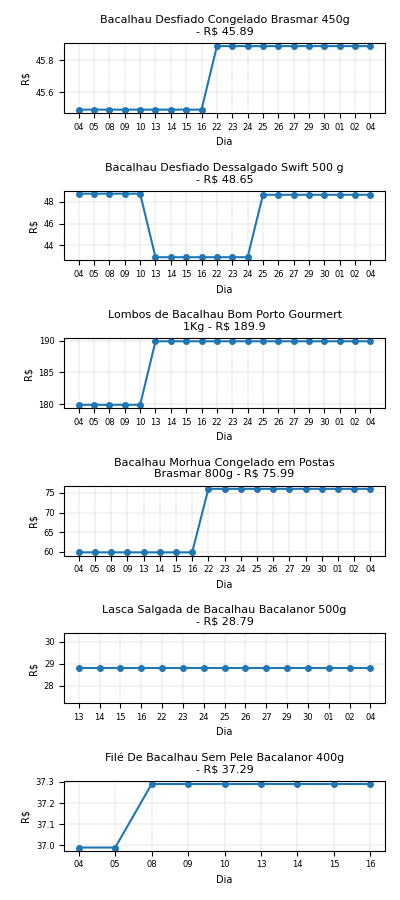 Bacalhau Desfiado Congelado Brasmar 450g
- R$ 45.89
45.8
45.6
R$
04 05 08 09 10 13 14 15 16 22 23 24 25 26 27 29 30 01 02 04
Dia
Bacalhau Desfiado Dessalgado Swift 500 g
- R$ 48.65
48
46
44
R$
04 05 08 09 10 13 14 15 16 22 23 24 25 26 27 29 30 01 02 04
Dia
Lombos de Bacalhau Bom Porto Gourmert
1Kg - R$ 189.9
190
185
180
R$
04 05 08 09 10 13 14 15 16 22 23 24 25 26 27 29 30 01 02 04
Dia
Bacalhau Morhua Congelado em Postas
Brasmar 800g - R$ 75.99
75
70
65
60
R$
04 05 08 09 13 14 15 16 22 23 24 25 26 27 29 30 01 02 04
Dia
Lasca Salgada de Bacalhau Bacalanor 500g
- R$ 28.79
30
29
28
R$
13 14 15 16 22 23 24 25 26 27 29 30 01 02 04
Dia
Filé De Bacalhau Sem Pele Bacalanor 400g
- R$ 37.29
37.3
37.2
37.1
37.0
R$
04 05 08 09 10 13 14 15 16
Dia